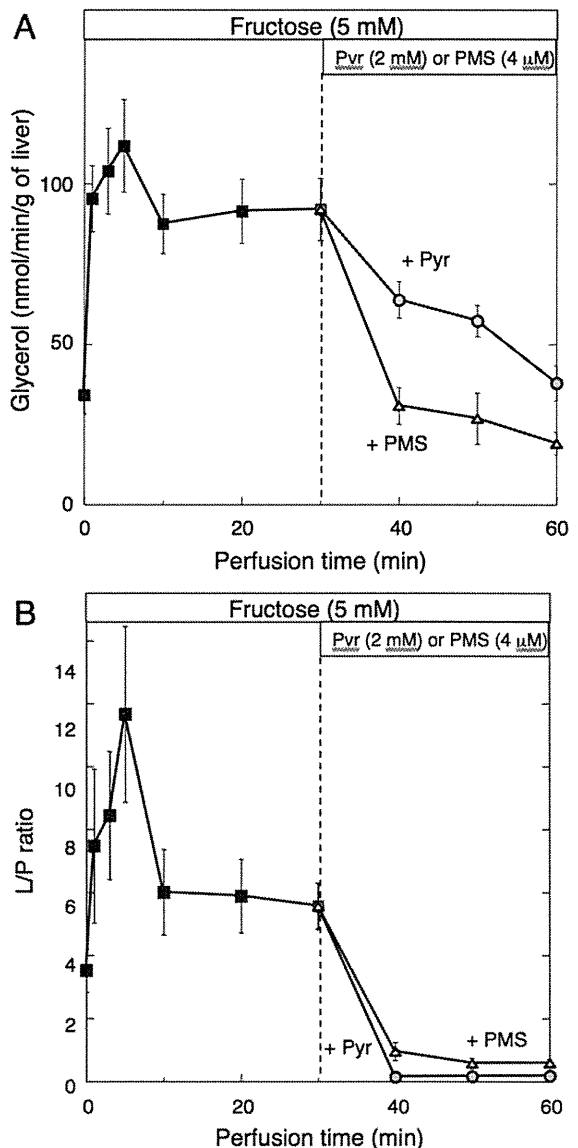 A
Fructose (5 mM)
Pvr (2 mM) or PMS (4 µM)
Glycerol (nmol/min/g of liver)
100
50
0
+ Pyr
+ PMS
0 20 40 60
Perfusion time (min)
B
Fructose (5 mM)
Pvr (2 mM) or PMS (4 µM)
L/P ratio
14
12
10
8
6
4
2
0
+ Pyr
+ PMS
0 20 40 60
Perfusion time (min)